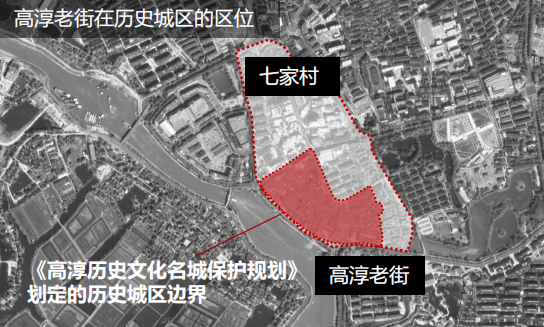 高淳老街在历史城区的区位
七家村
《高淳历史文化名城保护规划》
划定的历史城区边界
高淳老街